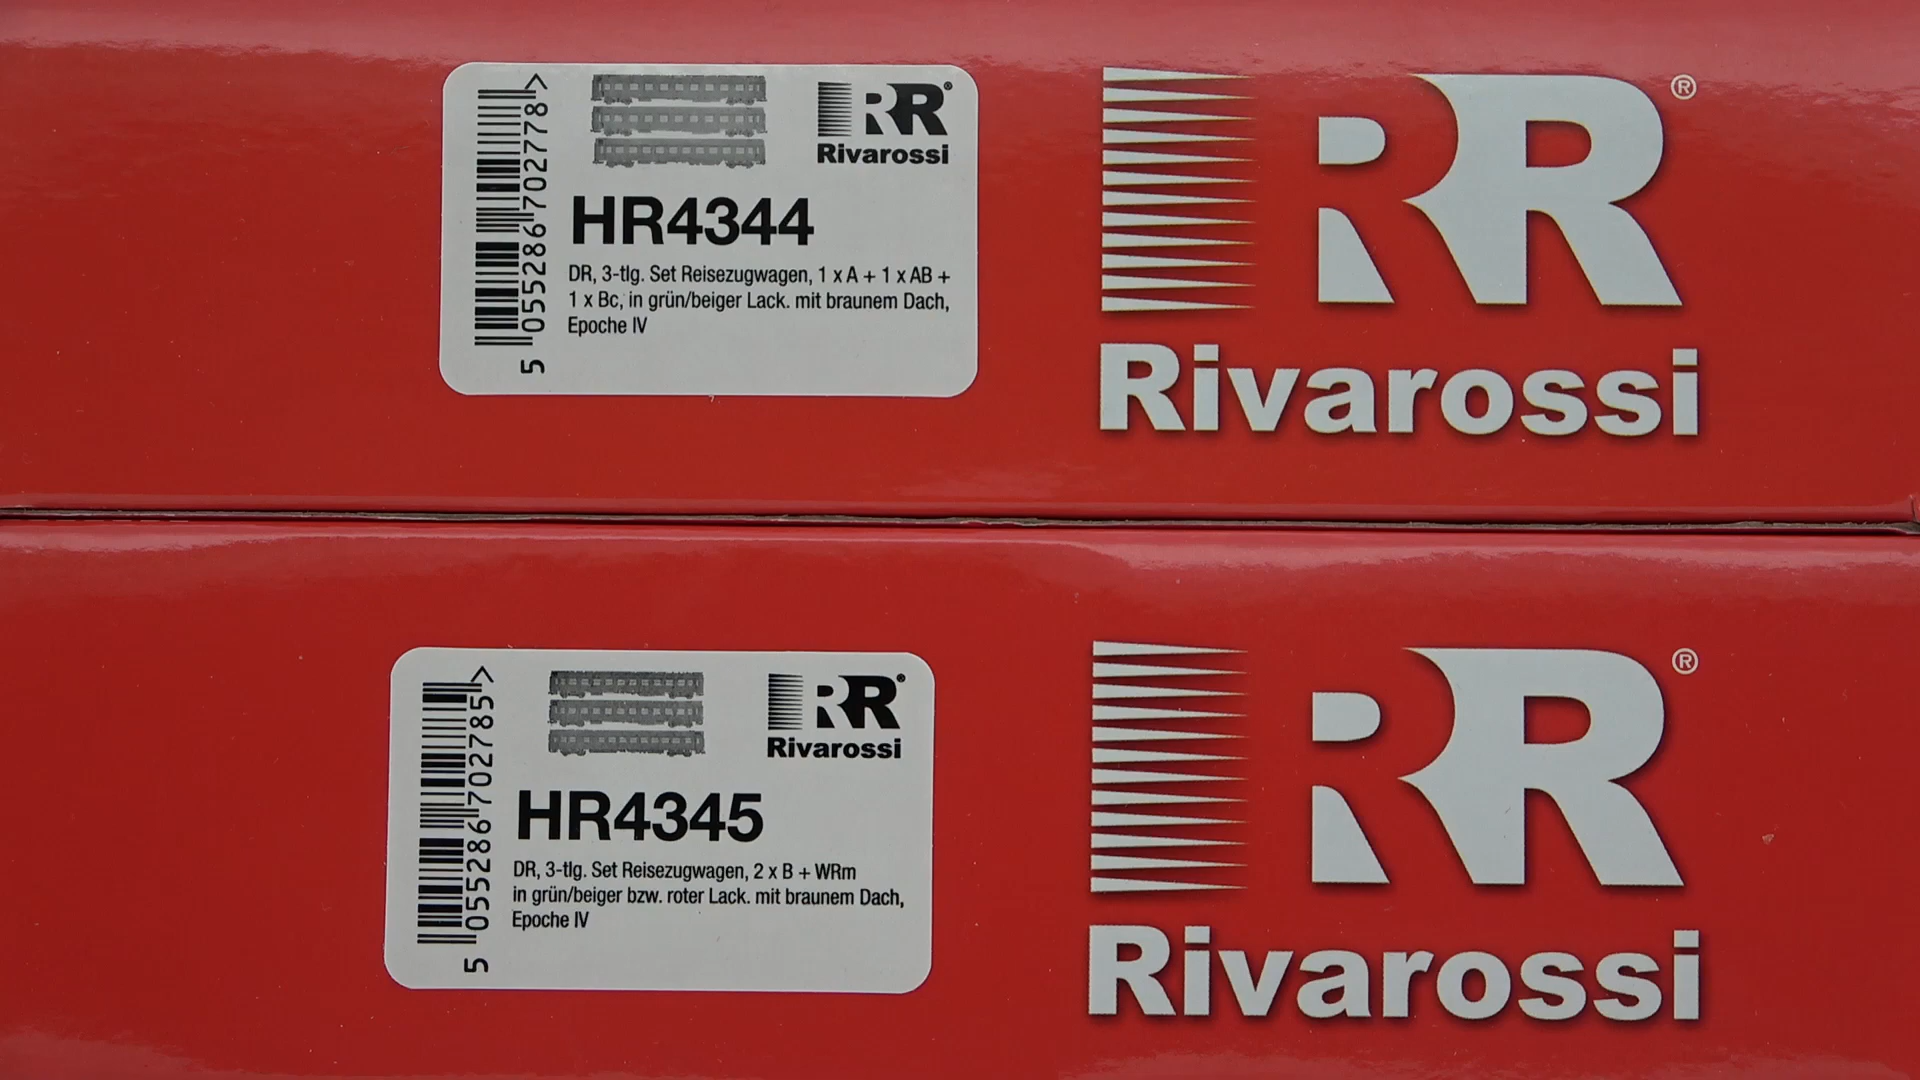 5 055286 702778 >
RR®
Rivarossi
HR4344
DR, 3-tlg. Set Reisezugwagen, 1 x A + 1 x AB +
1 x Bc, in grün/beiger Lack. mit braunem Dach,
Epoche IV
RR®
Rivarossi
5 055286 702785 >
RR®
Rivarossi
HR4345
DR, 3-tlg. Set Reisezugwagen, 2 x B + WRm
in grün/beiger bzw. roter Lack. mit braunem Dach,
Epoche IV
RR®
Rivarossi